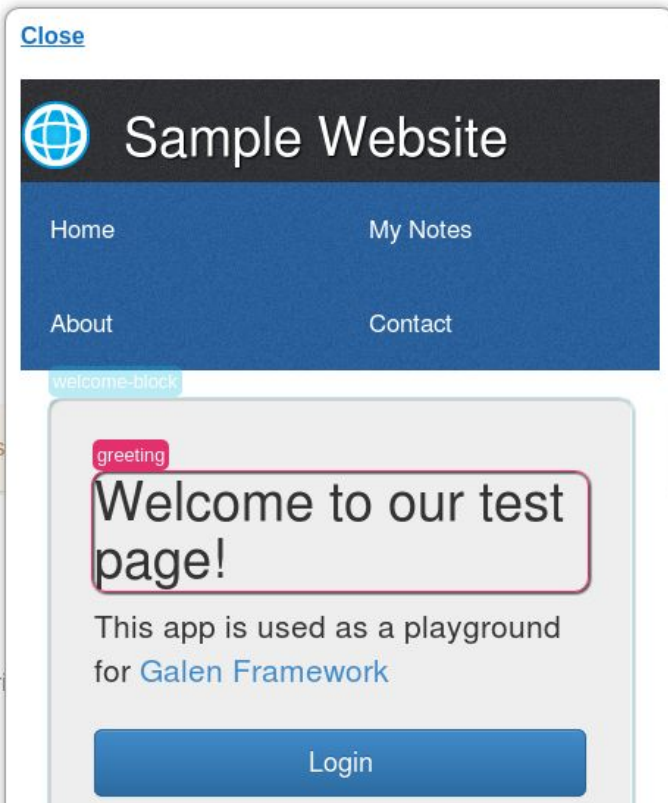 Close
Sample Website
Home My Notes
About Contact
welcome-block
greeting
Welcome to our test
page!
This app is used as a playground
for Galen Framework
Login